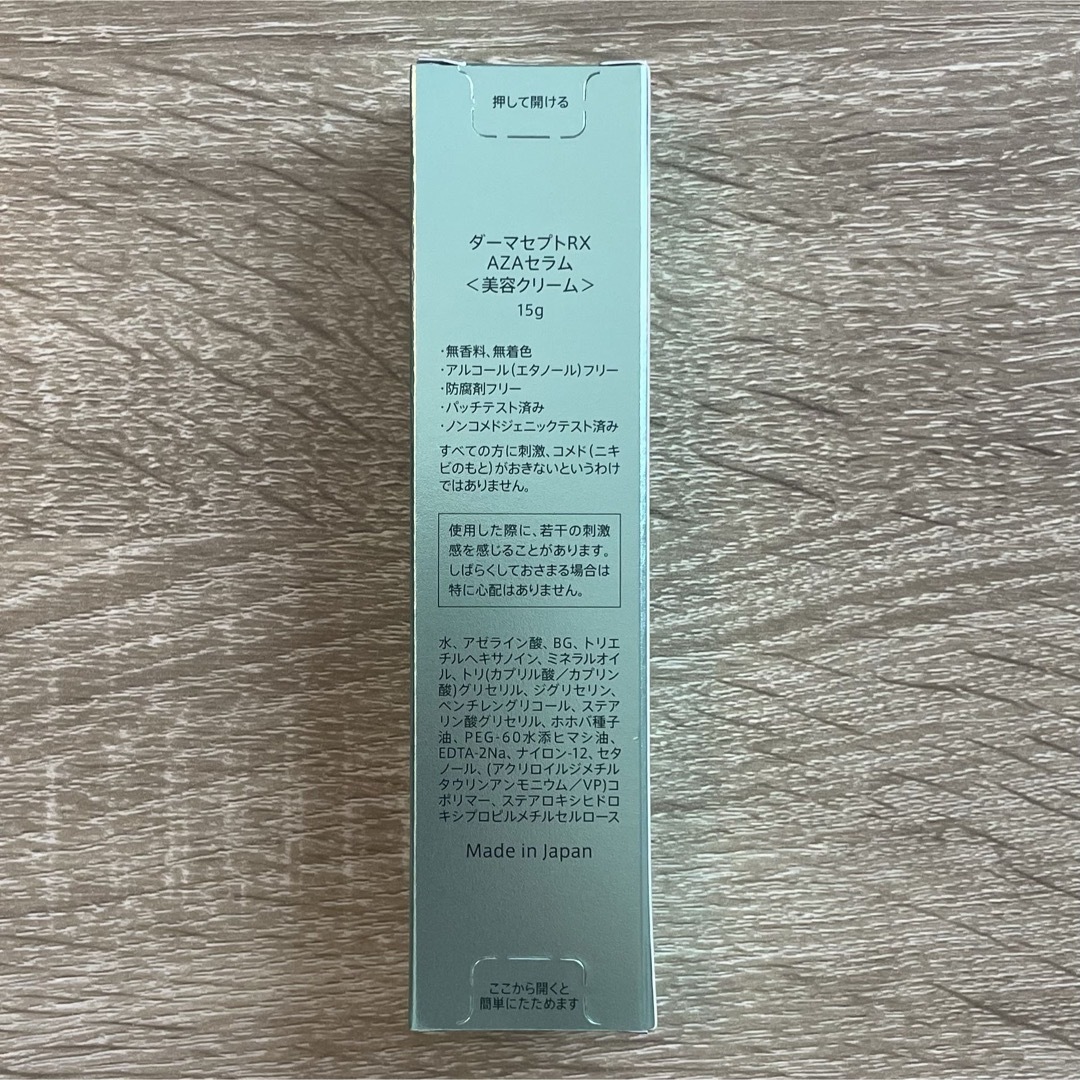 押して開ける
ダーマセプトRX
AZAセラム
＜美容クリーム＞
15g
・無香料、無着色
・アルコール（エタノール）フリー
・防腐剤フリー
・パッチテスト済み
・ノンコメドジェニックテスト済み
すべての方に刺激、コメド（ニキ
ビのもと）がおきないというわけ
ではありません。
使用した際に、若干の刺激
感を感じることがあります。
しばらくしておさまる場合は
特に心配はありません。
水、アゼライン酸、BG、トリエ
チルヘキサノイン、ミネラルオイ
ル、トリ(カプリル酸／カプリン
酸)グリセリル、ジグリセリン、
ペンチレングリコール、ステア
リン酸グリセリル、ホホバ種子
油、PEG-60水添ヒマシ油、
EDTA-2Na、ナイロン-12、セタ
ノール、(アクリロイルジメチル
タウリンアンモニウム／VP)コ
ポリマー、ステアロキシヒドロ
キシプロピルメチルセルロース
Made in Japan
ここから開くと
簡単にたためます